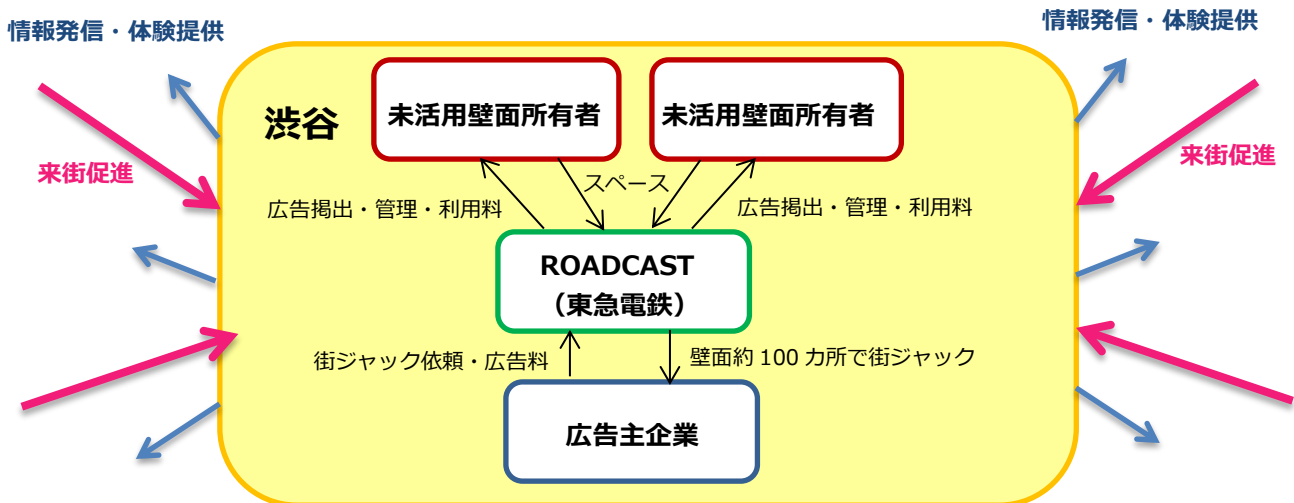 情報発信・体験提供
情報発信・体験提供
渋谷
未活用壁面所有者
未活用壁面所有者
来街促進
来街促進
スペース
広告掲出・管理・利用料
広告掲出・管理・利用料
ROADCAST
（東急電鉄）
街ジャック依頼・広告料
壁面約 100 カ所で街ジャック
広告主企業